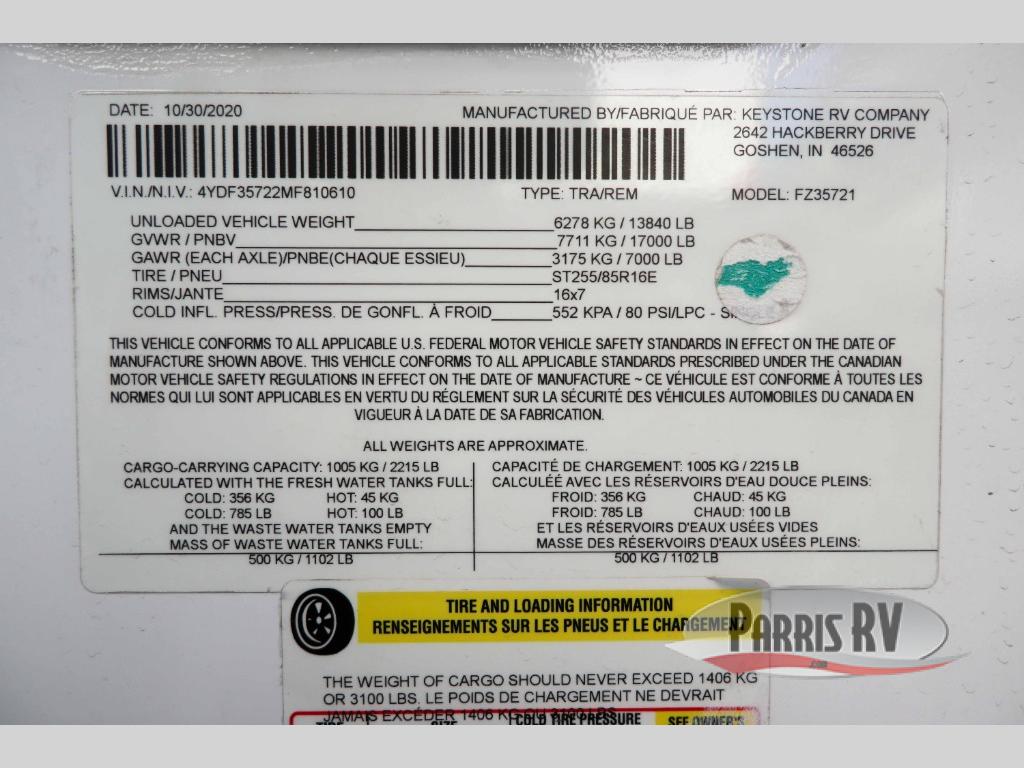 DATE: 10/30/2020
MANUFACTURED BY/FABRIQUÉ PAR: KEYSTONE RV COMPANY
2642 HACKBERRY DRIVE
GOSHEN, IN 46526
V.I.N./N.I.V.: 4YDF35722MF810610 TYPE: TRA/REM MODEL: FZ35721
UNLOADED VEHICLE WEIGHT 6278 KG / 13840 LB
GVWR / PNBV 7711 KG / 17000 LB
GAWR (EACH AXLE)/PNBE(CHAQUE ESSIEU) 3175 KG / 7000 LB
TIRE / PNEU ST255/85R16E
RIMS/JANTE 16x7
COLD INFL. PRESS/PRESS. DE GONFL. À FROID 552 KPA / 80 PSI/LPC -
THIS VEHICLE CONFORMS TO ALL APPLICABLE U.S. FEDERAL MOTOR VEHICLE SAFETY STANDARDS IN EFFECT ON THE DATE OF
MANUFACTURE SHOWN ABOVE. THIS VEHICLE CONFORMS TO ALL APPLICABLE STANDARDS PRESCRIBED UNDER THE CANADIAN
MOTOR VEHICLE SAFETY REGULATIONS IN EFFECT ON THE DATE OF MANUFACTURE ~ CE VÉHICULE EST CONFORME À TOUTES LES
NORMES QUI LUI SONT APPLICABLES EN VERTU DU RÉGLEMENT SUR LA SÉCURITÉ DES VÉHICULES AUTOMOBILES DU CANADA EN
VIGUEUR À LA DATE DE SA FABRICATION.
ALL WEIGHTS ARE APPROXIMATE.
CARGO-CARRYING CAPACITY: 1005 KG / 2215 LB
CALCULATED WITH THE FRESH WATER TANKS FULL:
COLD: 356 KG HOT: 45 KG
COLD: 785 LB HOT: 100 LB
AND THE WASTE WATER TANKS EMPTY
MASS OF WASTE WATER TANKS FULL:
500 KG / 1102 LB
CAPACITÉ DE CHARGEMENT: 1005 KG / 2215 LB
CALCULÉE AVEC LES RÉSERVOIRS D'EAU DOUCE PLEINS:
FROID: 356 KG CHAUD: 45 KG
FROID: 785 LB CHAUD: 100 LB
ET LES RÉSERVOIRS D'EAUX USÉES VIDES
MASSE DES RÉSERVOIRS D'EAUX USÉES PLEINS:
500 KG / 1102 LB
TIRE AND LOADING INFORMATION
RENSEIGNEMENTS SUR LES PNEUS ET LE CHARGEMENT
PARRIS RV
.com
THE WEIGHT OF CARGO SHOULD NEVER EXCEED 1406 KG
OR 3100 LBS. LE POIDS DE CHARGEMENT NE DEVRAIT
JAMAIS EXCÉDER 1406 KG OU 3100 LBS.
TIRE SIZE COLD TIRE PRESSURE SEE OWNER'S